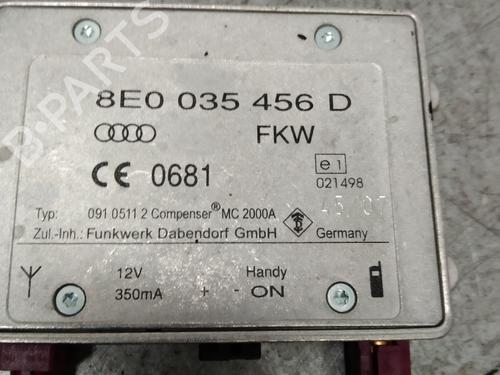 8E0 035 456 D
FKW
CE 0681
e1
021498
Typ: 091 0511 2 Compenser® MC 2000A
Zul.-Inh.: Funkwerk Dabendorf GmbH Germany
12V Handy
350mA + - ON
B-PARTS